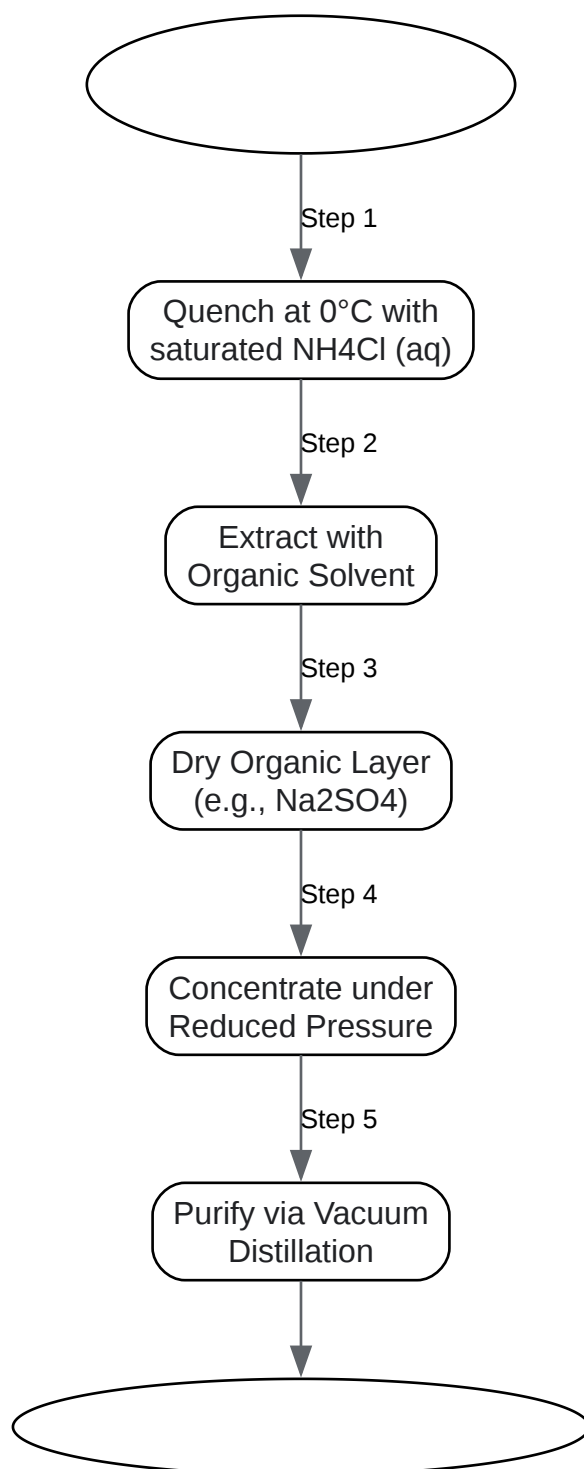 Step 1
Quench at 0°C with
saturated NH4Cl (aq)
Step 2
Extract with
Organic Solvent
Step 3
Dry Organic Layer
(e.g., Na2SO4)
Step 4
Concentrate under
Reduced Pressure
Step 5
Purify via Vacuum
Distillation